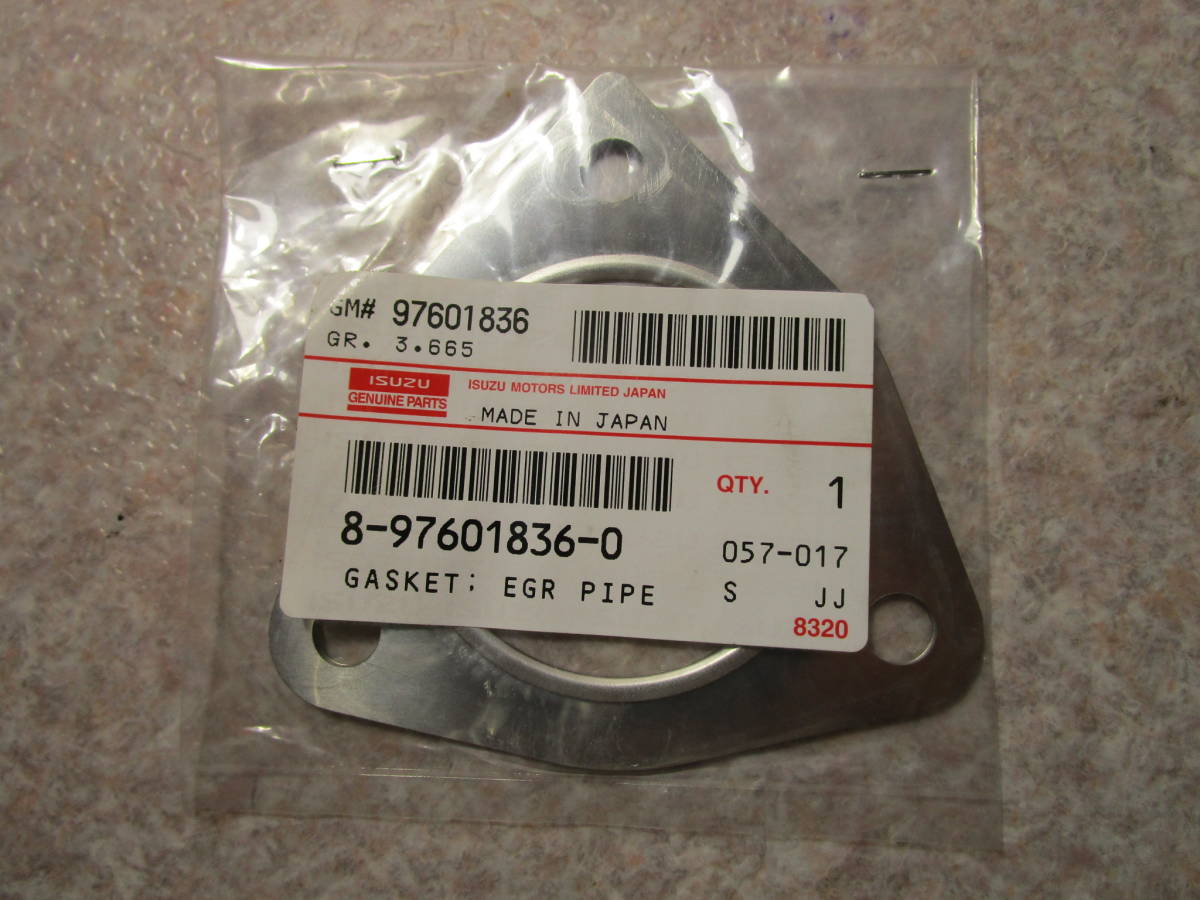 GM# 97601836
GR. 3.665
ISUZU
GENUINE PARTS
ISUZU MOTORS LIMITED JAPAN
MADE IN JAPAN
QTY. 1
8-97601836-0
057-017
GASKET; EGR PIPE
S JJ
8320